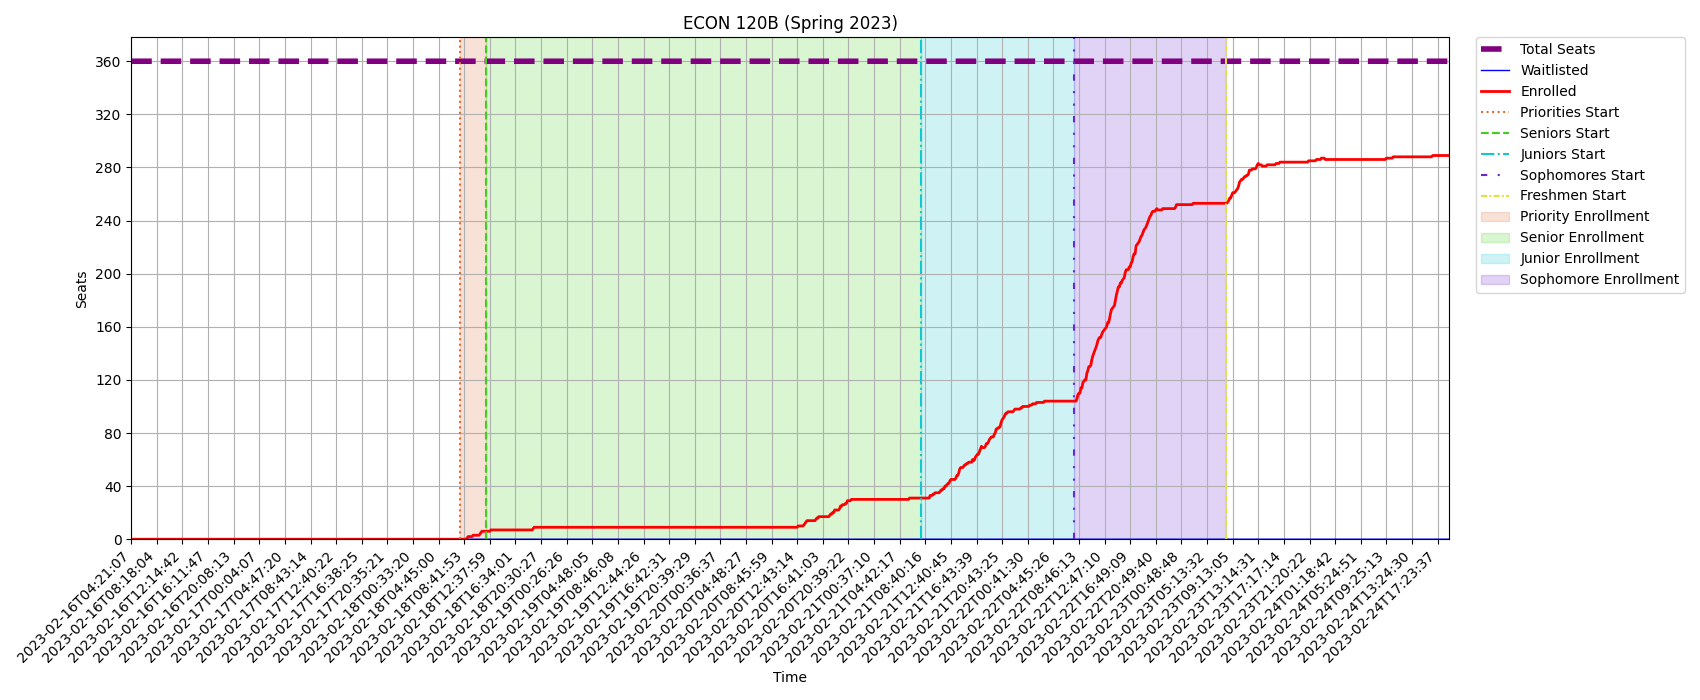 ECON 120B (Spring 2023)
Total Seats
Waitlisted
Enrolled
Priorities Start
Seniors Start
Juniors Start
Sophomores Start
Freshmen Start
Priority Enrollment
Senior Enrollment
Junior Enrollment
Sophomore Enrollment
Seats
360
320
280
240
200
160
120
80
40
0
2023-02-16T04:21:07
2023-02-16T08:18:04
2023-02-16T12:14:42
2023-02-16T16:11:47
2023-02-16T20:08:13
2023-02-17T00:04:07
2023-02-17T04:47:20
2023-02-17T08:43:14
2023-02-17T12:40:22
2023-02-17T16:38:25
2023-02-17T20:35:21
2023-02-18T00:33:20
2023-02-18T04:45:00
2023-02-18T08:41:53
2023-02-18T12:37:59
2023-02-18T16:34:01
2023-02-18T20:30:27
2023-02-19T00:26:26
2023-02-19T04:48:05
2023-02-19T08:46:08
2023-02-19T12:44:26
2023-02-19T16:42:31
2023-02-19T20:39:29
2023-02-20T00:36:37
2023-02-20T04:48:27
2023-02-20T08:45:59
2023-02-20T12:43:14
2023-02-20T16:41:03
2023-02-20T20:39:22
2023-02-21T00:37:10
2023-02-21T04:42:17
2023-02-21T08:40:16
2023-02-21T12:40:45
2023-02-21T16:43:39
2023-02-21T20:43:25
2023-02-22T00:41:30
2023-02-22T04:45:26
2023-02-22T08:46:13
2023-02-22T12:47:10
2023-02-22T16:49:09
2023-02-22T20:49:40
2023-02-23T00:48:48
2023-02-23T05:13:32
2023-02-23T09:13:05
2023-02-23T13:14:31
2023-02-23T17:17:14
2023-02-23T21:20:22
2023-02-24T01:18:42
2023-02-24T05:24:51
2023-02-24T09:25:13
2023-02-24T13:24:30
2023-02-24T17:23:37
Time